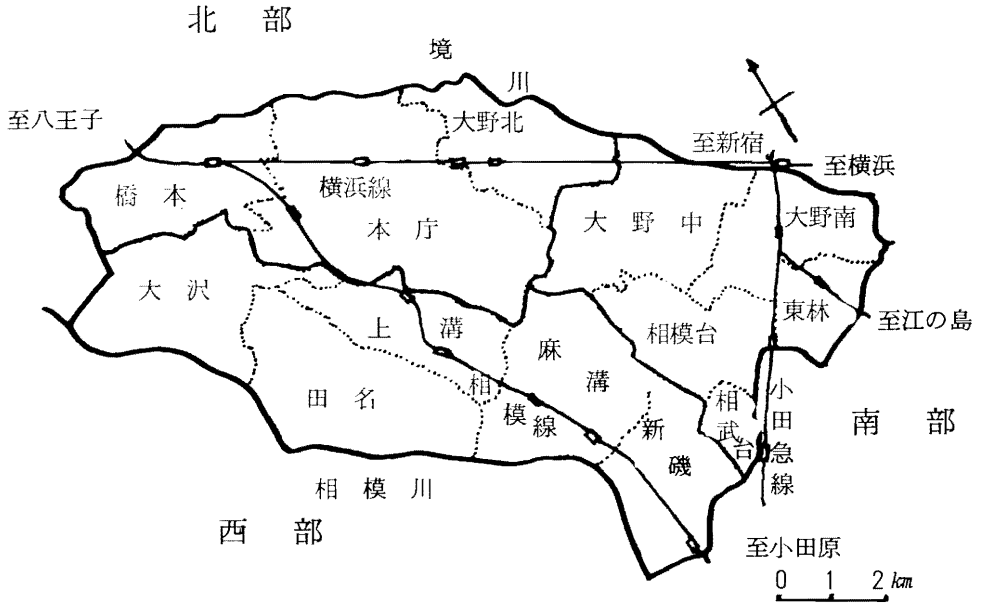 北部
境川
至八王子
大野北
至新宿
至横浜
橋本
横浜線
本庁
大野中
大野南
大沢
上溝
麻溝
相模台
東林
至江の島
田名
相模線
新磯
相武台
小田急線
南部
相模川
西部
至小田原
0 1 2 km